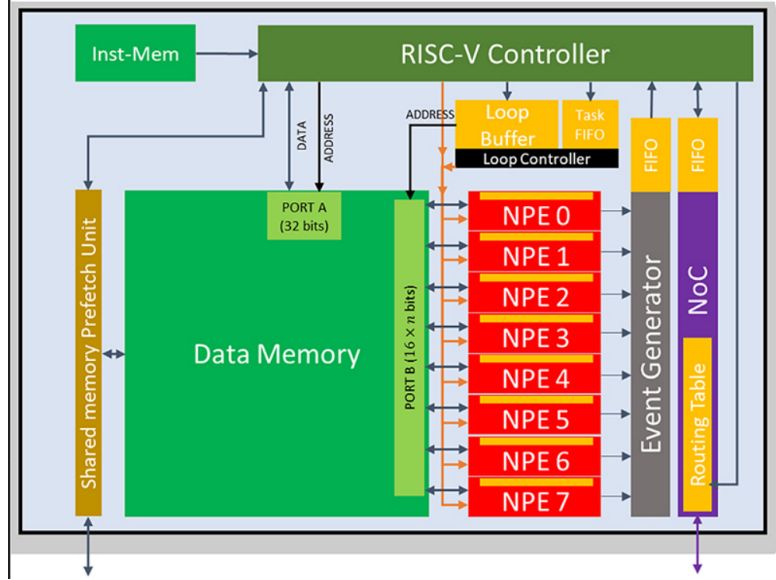 Inst-Mem
RISC-V Controller
DATA
ADDRESS
ADDRESS
Loop
Buffer
Task
FIFO
Loop Controller
FIFO
FIFO
PORT A
(32 bits)
Shared memory Prefetch Unit
Data Memory
PORT B (16 × n bits)
NPE 0
NPE 1
NPE 2
NPE 3
NPE 4
NPE 5
NPE 6
NPE 7
Event Generator
NoC
Routing Table